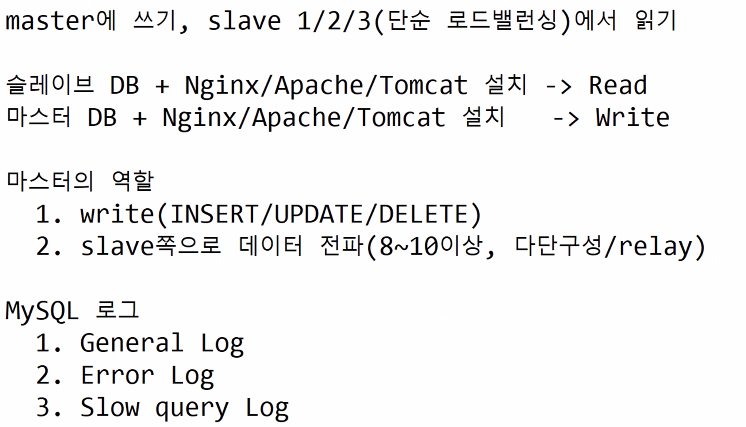 master에 쓰기, slave 1/2/3(단순 로드밸런싱)에서 읽기
슬레이브 DB + Nginx/Apache/Tomcat 설치 -> Read
마스터 DB + Nginx/Apache/Tomcat 설치 -> Write
마스터의 역할
1. write(INSERT/UPDATE/DELETE)
2. slave쪽으로 데이터 전파(8~10이상, 다단구성/relay)
MySQL 로그
1. General Log
2. Error Log
3. Slow query Log